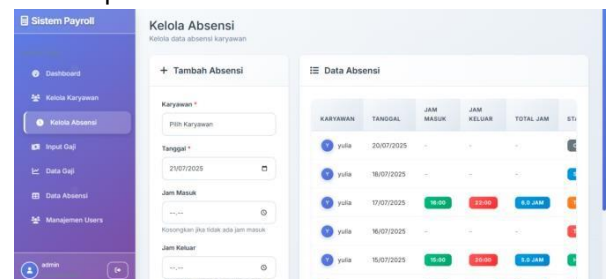 Sistem Payroll
Dashboard
Kelola Karyawan
Kelola Absensi
Input Gaji
Data Gaji
Data Absensi
Manajemen Users
admin
Kelola Absensi
Kelola data absensi karyawan
+ Tambah Absensi
Karyawan *
Pilih Karyawan
Tanggal *
21/07/2025
Jam Masuk
--.--
Kosongkan jika tidak ada jam masuk
Jam Keluar
--.--
Data Absensi
KARYAWAN TANGGAL JAM MASUK JAM KELUAR TOTAL JAM STA
Y yulia 20/07/2025 - - -
Y yulia 18/07/2025 - - -
Y yulia 17/07/2025 16:00 22:00 6.0 JAM
Y yulia 16/07/2025 - - -
Y yulia 15/07/2025 15:00 20:00 5.0 JAM